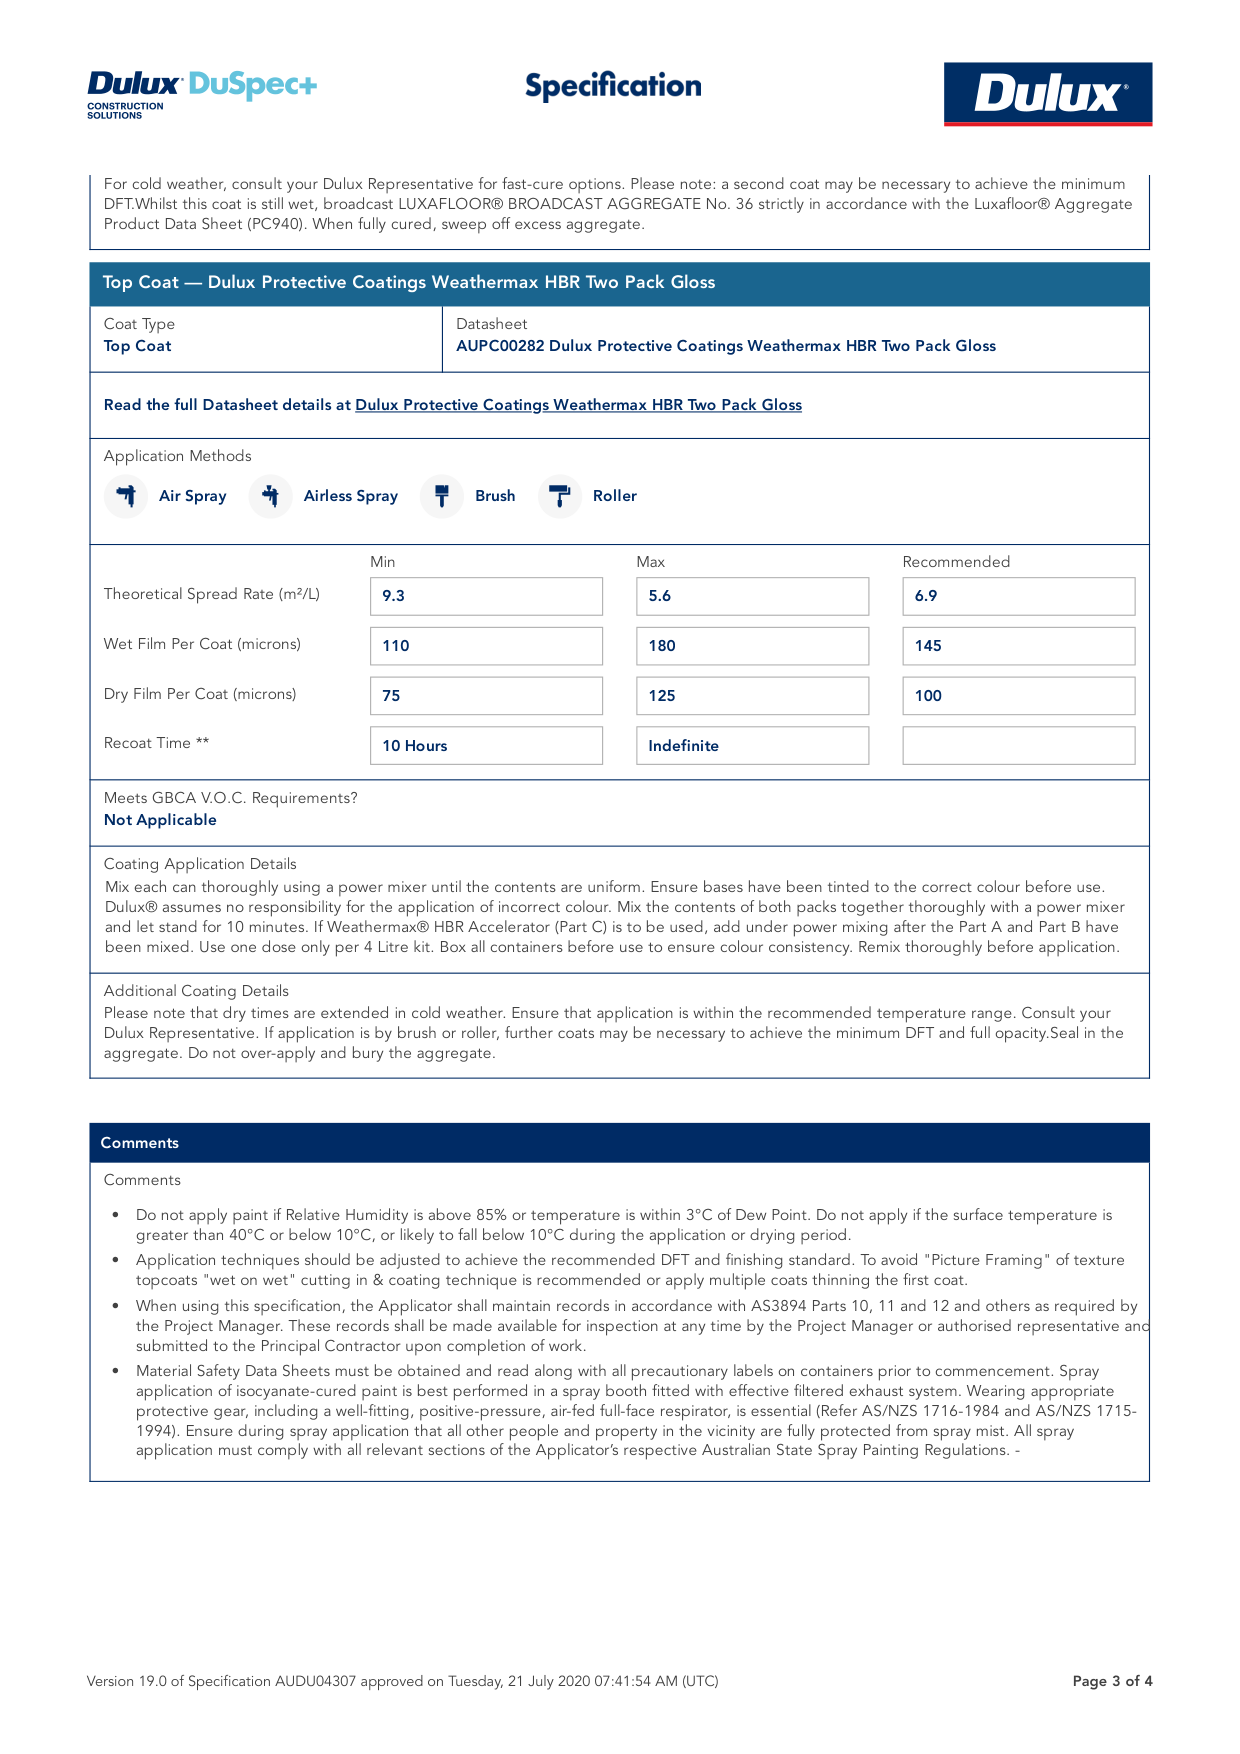 Dulux DuSpec+
CONSTRUCTION
SOLUTIONS
Specification
Dulux®
For cold weather, consult your Dulux Representative for fast-cure options. Please note: a second coat may be necessary to achieve the minimum
DFT.Whilst this coat is still wet, broadcast LUXAFLOOR® BROADCAST AGGREGATE No. 36 strictly in accordance with the Luxafloor® Aggregate
Product Data Sheet (PC940). When fully cured, sweep off excess aggregate.
Top Coat — Dulux Protective Coatings Weathermax HBR Two Pack Gloss
Coat Type
Top Coat
Datasheet
AUPC00282 Dulux Protective Coatings Weathermax HBR Two Pack Gloss
Read the full Datasheet details at Dulux Protective Coatings Weathermax HBR Two Pack Gloss
Application Methods
Air Spray Airless Spray Brush Roller
Min Max Recommended
Theoretical Spread Rate (m²/L) 9.3 5.6 6.9
Wet Film Per Coat (microns) 110 180 145
Dry Film Per Coat (microns) 75 125 100
Recoat Time ** 10 Hours Indefinite
Meets GBCA V.O.C. Requirements?
Not Applicable
Coating Application Details
Mix each can thoroughly using a power mixer until the contents are uniform. Ensure bases have been tinted to the correct colour before use.
Dulux® assumes no responsibility for the application of incorrect colour. Mix the contents of both packs together thoroughly with a power mixer
and let stand for 10 minutes. If Weathermax® HBR Accelerator (Part C) is to be used, add under power mixing after the Part A and Part B have
been mixed. Use one dose only per 4 Litre kit. Box all containers before use to ensure colour consistency. Remix thoroughly before application.
Additional Coating Details
Please note that dry times are extended in cold weather. Ensure that application is within the recommended temperature range. Consult your
Dulux Representative. If application is by brush or roller, further coats may be necessary to achieve the minimum DFT and full opacity.Seal in the
aggregate. Do not over-apply and bury the aggregate.
Comments
Comments
• Do not apply paint if Relative Humidity is above 85% or temperature is within 3°C of Dew Point. Do not apply if the surface temperature is
greater than 40°C or below 10°C, or likely to fall below 10°C during the application or drying period.
• Application techniques should be adjusted to achieve the recommended DFT and finishing standard. To avoid "Picture Framing" of texture
topcoats "wet on wet" cutting in & coating technique is recommended or apply multiple coats thinning the first coat.
• When using this specification, the Applicator shall maintain records in accordance with AS3894 Parts 10, 11 and 12 and others as required by
the Project Manager. These records shall be made available for inspection at any time by the Project Manager or authorised representative and
submitted to the Principal Contractor upon completion of work.
• Material Safety Data Sheets must be obtained and read along with all precautionary labels on containers prior to commencement. Spray
application of isocyanate-cured paint is best performed in a spray booth fitted with effective filtered exhaust system. Wearing appropriate
protective gear, including a well-fitting, positive-pressure, air-fed full-face respirator, is essential (Refer AS/NZS 1716-1984 and AS/NZS 1715-
1994). Ensure during spray application that all other people and property in the vicinity are fully protected from spray mist. All spray
application must comply with all relevant sections of the Applicator’s respective Australian State Spray Painting Regulations. -
Version 19.0 of Specification AUDU04307 approved on Tuesday, 21 July 2020 07:41:54 AM (UTC)
Page 3 of 4